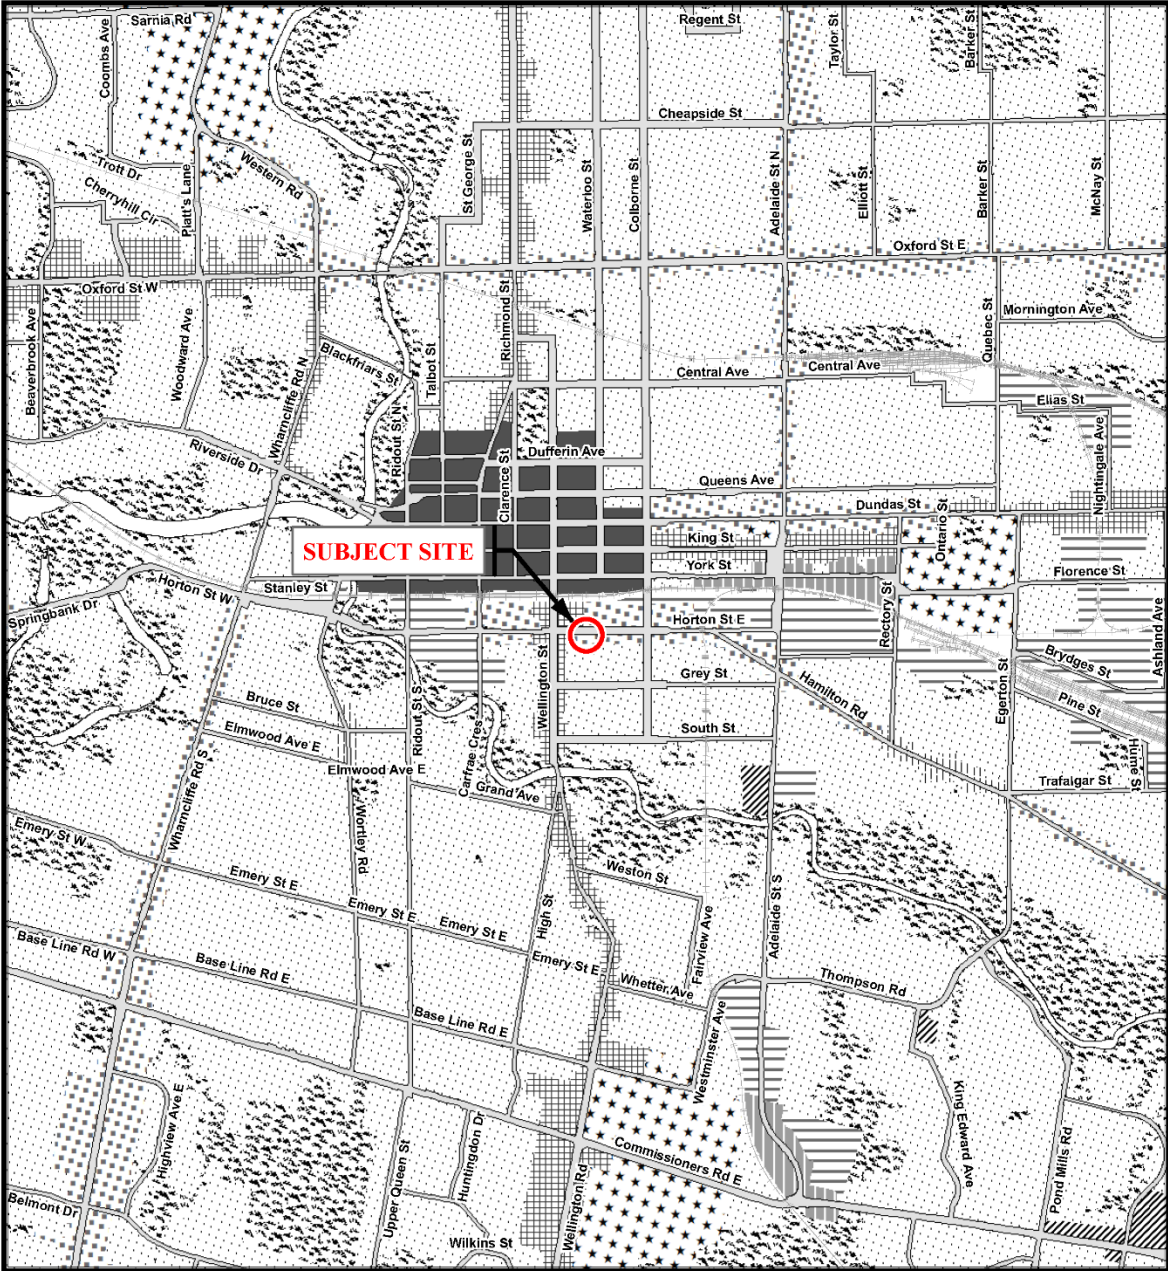 Sarnia Rd
Coombs Ave
Regent St
Taylor St
Barker St
Cheapside St
Trott Dr
Cherryhill Cir
Platt's Lane
Western Rd
St George St
Waterloo St
Colborne St
Adelaide St N
Elliott St
Barker St
McNay St
Oxford St E
Oxford St W
Beaverbrook Ave
Woodward Ave
Wharncliffe Rd N
Blackfriars St
Talbot St
Richmond St
Central Ave
Central Ave
Quebec St
Mornington Ave
Elias St
Nightingale Ave
Riverside Dr
Ridout St N
Clarence St
Dufferin Ave
Queens Ave
Dundas St
Ontario St
King St
York St
SUBJECT SITE
Florence St
Springbank Dr
Horton St W
Stanley St
Horton St E
Rectory St
Ashland Ave
Wellington St
Grey St
Hamilton Rd
Egerton St
Brydges St
Pine St
Bruce St
Elmwood Ave E
Elmwood Ave E
Ridout St S
Carfrae Cres
South St
Hume St
Trafalgar St
Grand Ave
Wharncliffe Rd S
Wortley Rd
Emery St W
Emery St E
Emery St E
Emery St E
Emery St E
High St
Weston St
Fairview Ave
Adelaide St S
Base Line Rd W
Base Line Rd E
Base Line Rd E
Whetter Ave
Westminster Ave
Thompson Rd
King Edward Ave
Pond Mills Rd
Highview Ave E
Upper Queen St
Huntingdon Dr
Commissioners Rd E
Wellington Rd
Belmont Dr
Wilkins St